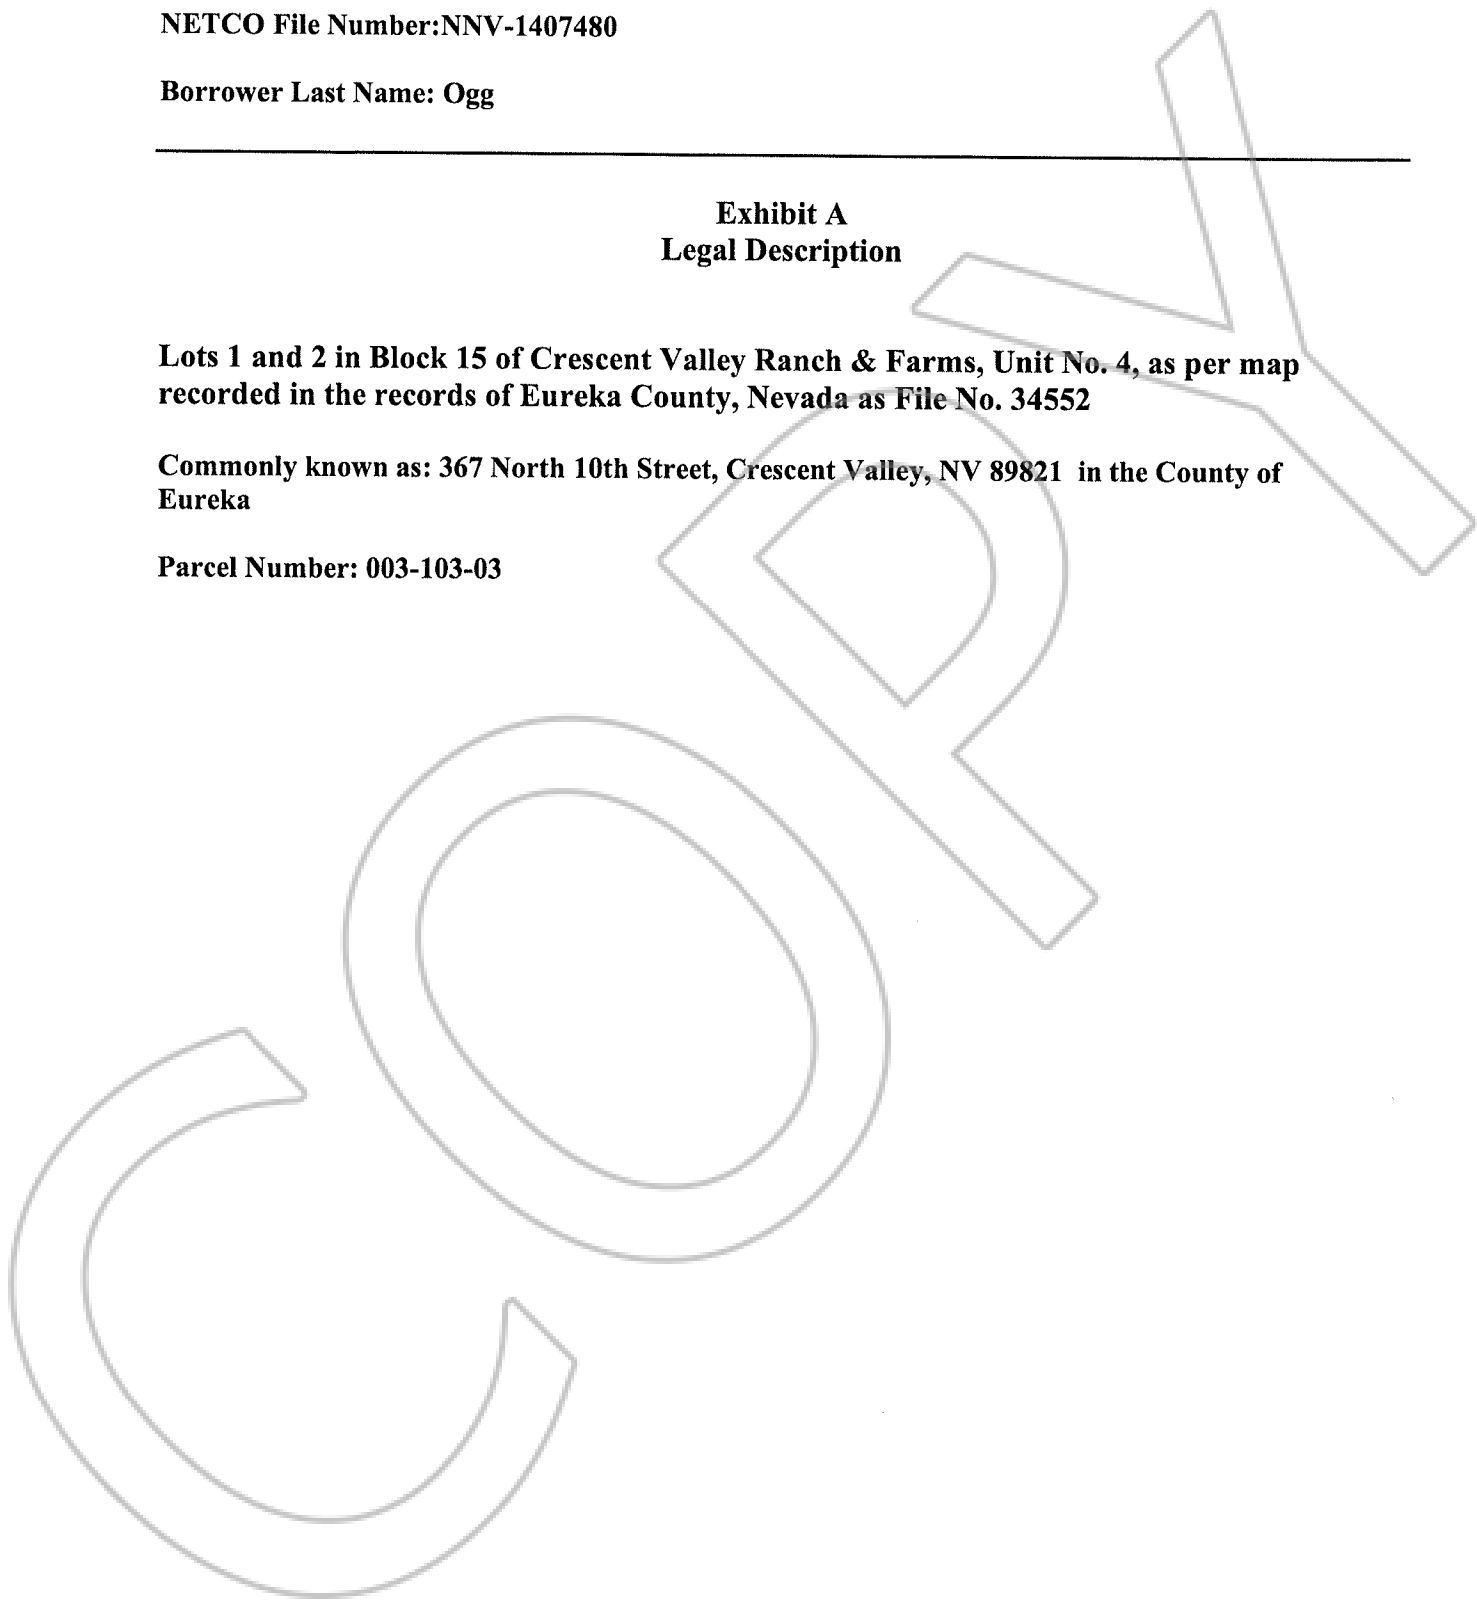 NETCO File Number:NNV-1407480
Borrower Last Name: Ogg
Exhibit A
Legal Description
Lots 1 and 2 in Block 15 of Crescent Valley Ranch & Farms, Unit No. 4, as per map
recorded in the records of Eureka County, Nevada as File No. 34552
Commonly known as: 367 North 10th Street, Crescent Valley, NV 89821 in the County of
Eureka
Parcel Number: 003-103-03
COPY